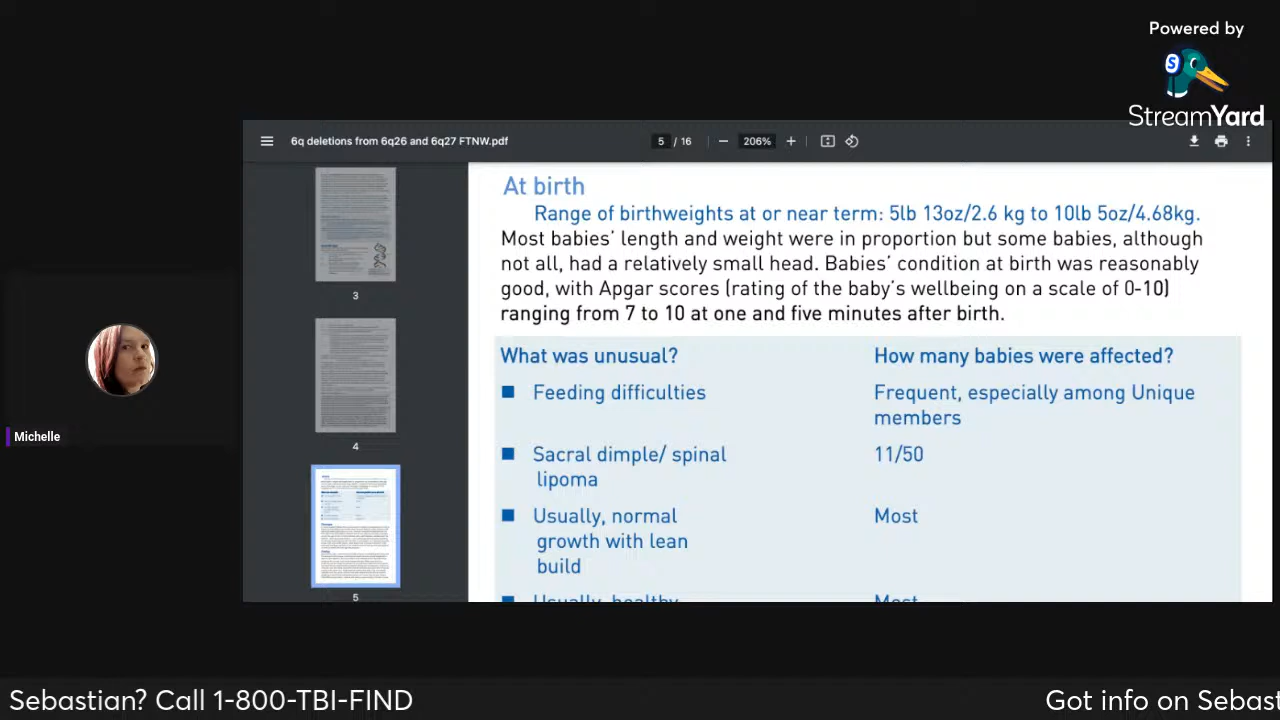 Powered by
StreamYard
6q deletions from 6q26 and 6q27 FTNW.pdf
5 / 16
206%
3
4
5
At birth
Range of birthweights at or near term: 5lb 13oz/2.6 kg to 10lb 5oz/4.68kg.
Most babies' length and weight were in proportion but some babies, although
not all, had a relatively small head. Babies' condition at birth was reasonably
good, with Apgar scores (rating of the baby's wellbeing on a scale of 0-10)
ranging from 7 to 10 at one and five minutes after birth.
What was unusual? How many babies were affected?
Feeding difficulties Frequent, especially among Unique
members
Sacral dimple/ spinal 11/50
lipoma
Usually, normal Most
growth with lean
build
Usually, healthy Most
Michelle
Sebastian? Call 1-800-TBI-FIND Got info on Sebast